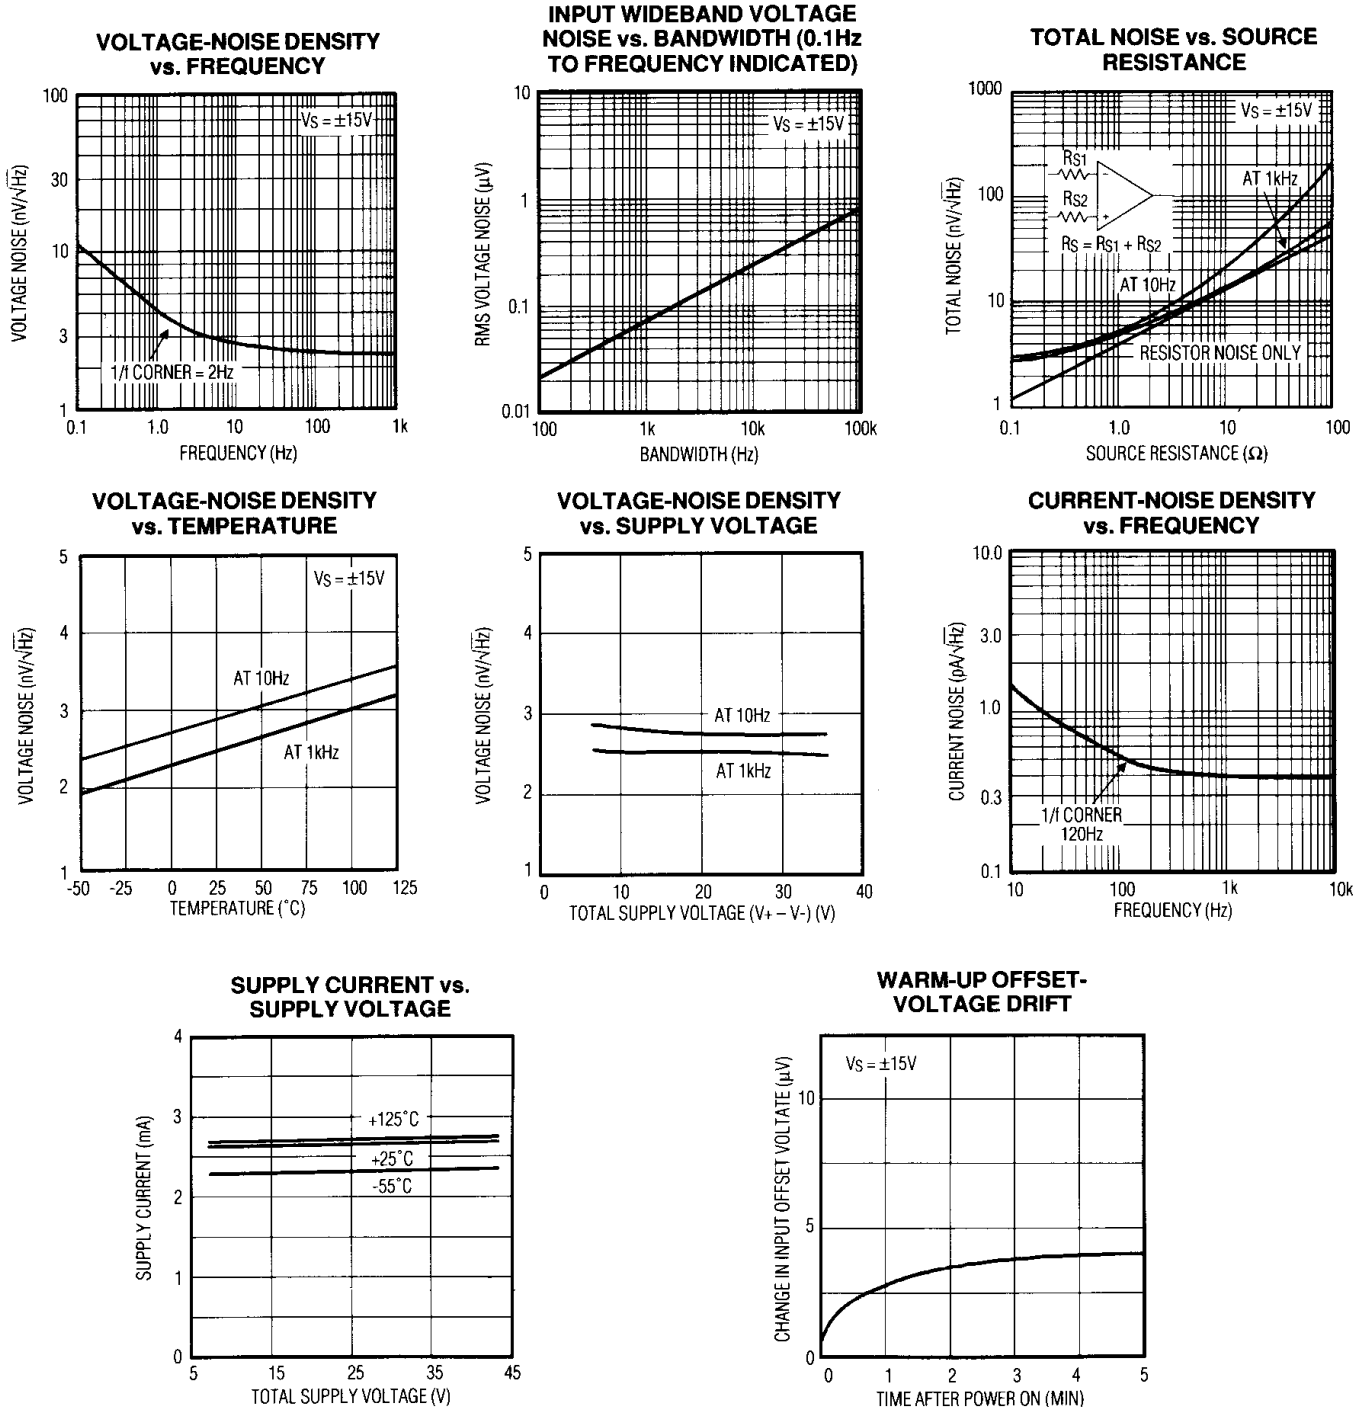 VOLTAGE-NOISE DENSITY
vs. FREQUENCY
100
30
10
3
1
VOLTAGE NOISE (nV/√Hz)
VS = ±15V
1/f CORNER = 2Hz
0.1
1.0
10
100
1k
FREQUENCY (Hz)
INPUT WIDEBAND VOLTAGE
NOISE vs. BANDWIDTH (0.1Hz
TO FREQUENCY INDICATED)
10
1
0.1
0.01
RMS VOLTAGE NOISE (µV)
VS = ±15V
100
1k
10k
100k
BANDWIDTH (Hz)
TOTAL NOISE vs. SOURCE
RESISTANCE
1000
100
10
1
TOTAL NOISE (nV/√Hz)
VS = ±15V
RS1
−
RS2
+
RS = RS1 + RS2
AT 1kHz
AT 10Hz
RESISTOR NOISE ONLY
0.1
1.0
10
100
SOURCE RESISTANCE (Ω)
VOLTAGE-NOISE DENSITY
vs. TEMPERATURE
5
4
3
2
1
VOLTAGE NOISE (nV/√Hz)
VS = ±15V
AT 10Hz
AT 1kHz
-50
-25
0
25
50
75
100
125
TEMPERATURE (˚C)
VOLTAGE-NOISE DENSITY
vs. SUPPLY VOLTAGE
5
4
3
2
1
VOLTAGE NOISE (nV/√Hz)
AT 10Hz
AT 1kHz
0
10
20
30
40
TOTAL SUPPLY VOLTAGE (V+ – V-) (V)
CURRENT-NOISE DENSITY
vs. FREQUENCY
10.0
3.0
1.0
0.3
0.1
CURRENT NOISE (pA/√Hz)
1/f CORNER
120Hz
10
100
1k
10k
FREQUENCY (Hz)
SUPPLY CURRENT vs.
SUPPLY VOLTAGE
4
3
2
1
0
SUPPLY CURRENT (mA)
+125˚C
+25˚C
-55˚C
5
15
25
35
45
TOTAL SUPPLY VOLTAGE (V)
WARM-UP OFFSET-
VOLTAGE DRIFT
10
5
0
CHANGE IN INPUT OFFSET VOLTATE (µV)
VS = ±15V
0
1
2
3
4
5
TIME AFTER POWER ON (MIN)